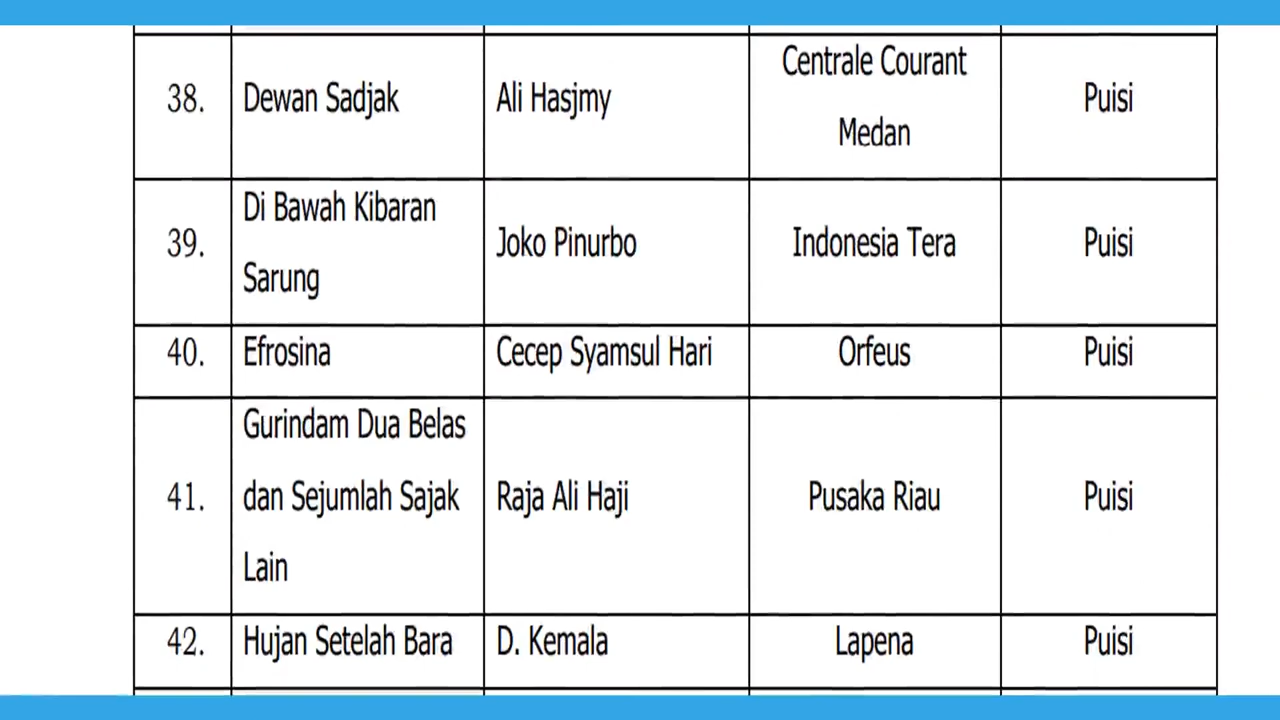 38. Dewan Sadjak Ali Hasjmy Centrale Courant Medan Puisi
39. Di Bawah Kibaran Sarung Joko Pinurbo Indonesia Tera Puisi
40. Efrosina Cecep Syamsul Hari Orfeus Puisi
41. Gurindam Dua Belas dan Sejumlah Sajak Lain Raja Ali Haji Pusaka Riau Puisi
42. Hujan Setelah Bara D. Kemala Lapena Puisi